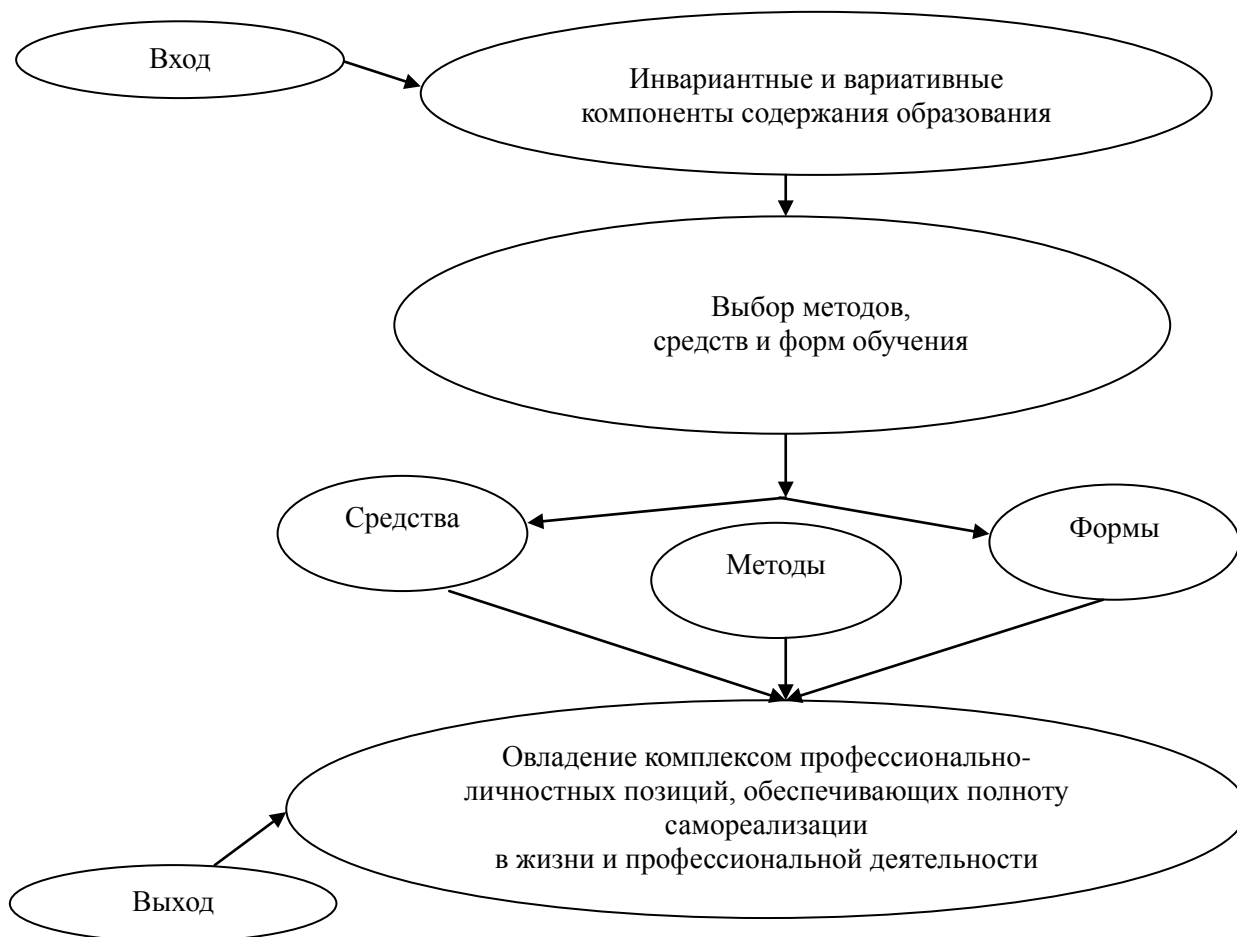 Вход
Инвариантные и вариативные
компоненты содержания образования
Выбор методов,
средств и форм обучения
Средства
Методы
Формы
Овладение комплексом профессионально-
личностных позиций, обеспечивающих полноту
самореализации
в жизни и профессиональной деятельности
Выход